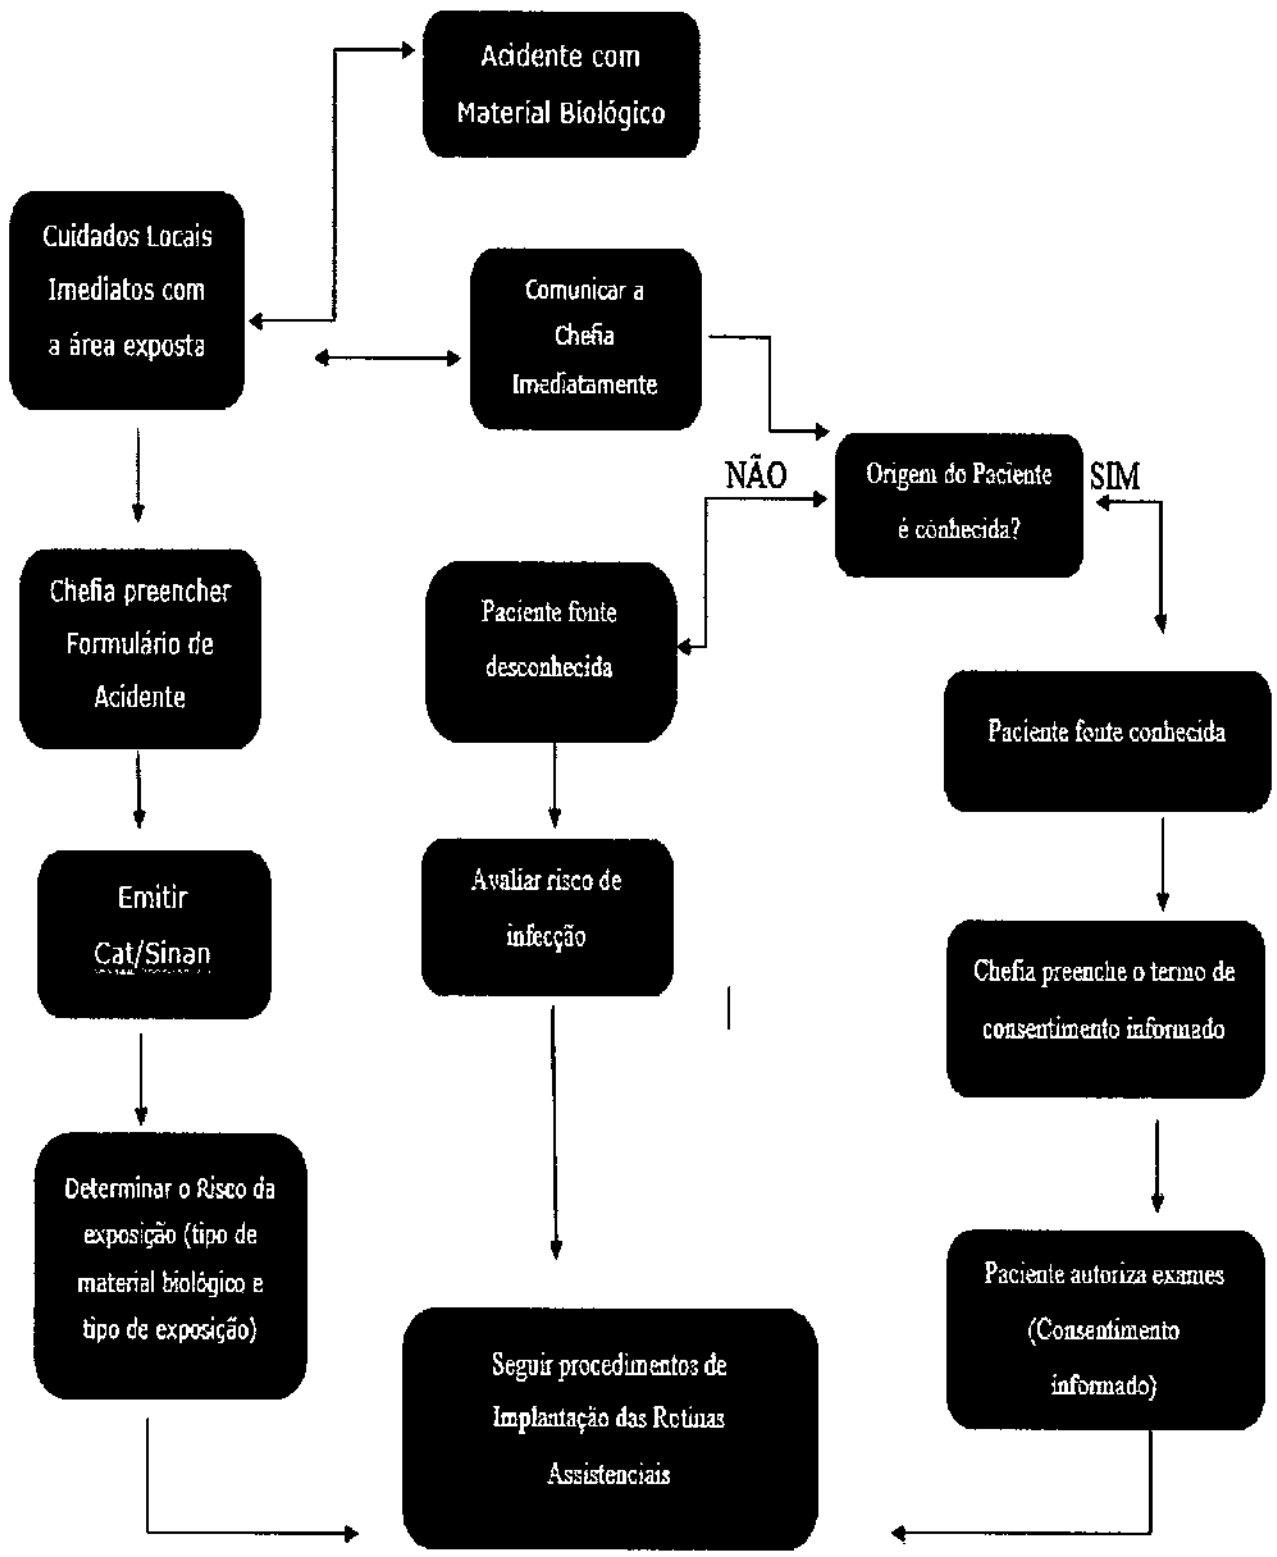 Acidente com
Material Biológico
Cuidados Locais
Imediatos com
a área exposta
Comunicar a
Chefia
Imediatamente
Origem do Paciente
é conhecida?
NÃO
SIM
Chefia preencher
Formulário de
Acidente
Paciente fonte
desconhecida
Paciente fonte conhecida
Emitir
Cat/Sinan
Avaliar risco de
infecção
Chefia preenche o termo de
consentimento informado
Determinar o Risco da
exposição (tipo de
material biológico e
tipo de exposição)
Paciente autoriza exames
(Consentimento
informado)
Seguir procedimentos de
Implantação das Rotinas
Assistenciais